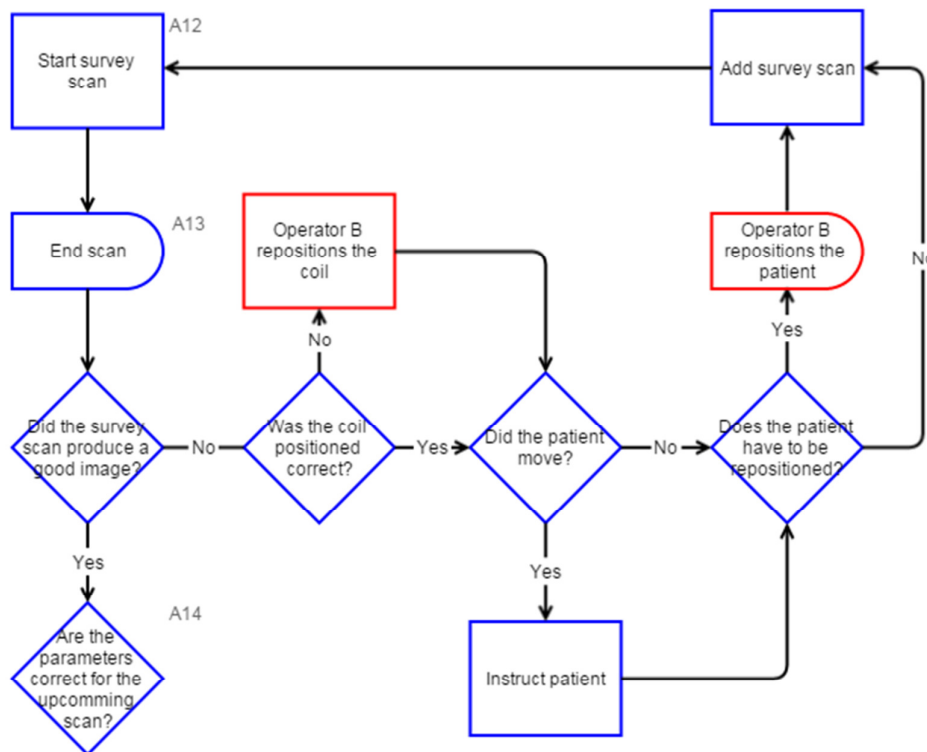 A12
Start survey
scan
Add survey scan
A13
End scan
Operator B
repositions the
coil
Operator B
repositions the
patient
No
No
Yes
Did the survey
scan produce a
good image?
No
Was the coil
positioned
correct?
Yes
Did the patient
move?
No
Does the patient
have to be
repositioned?
Yes
Yes
A14
Are the
parameters
correct for the
upcomming
scan?
Instruct patient